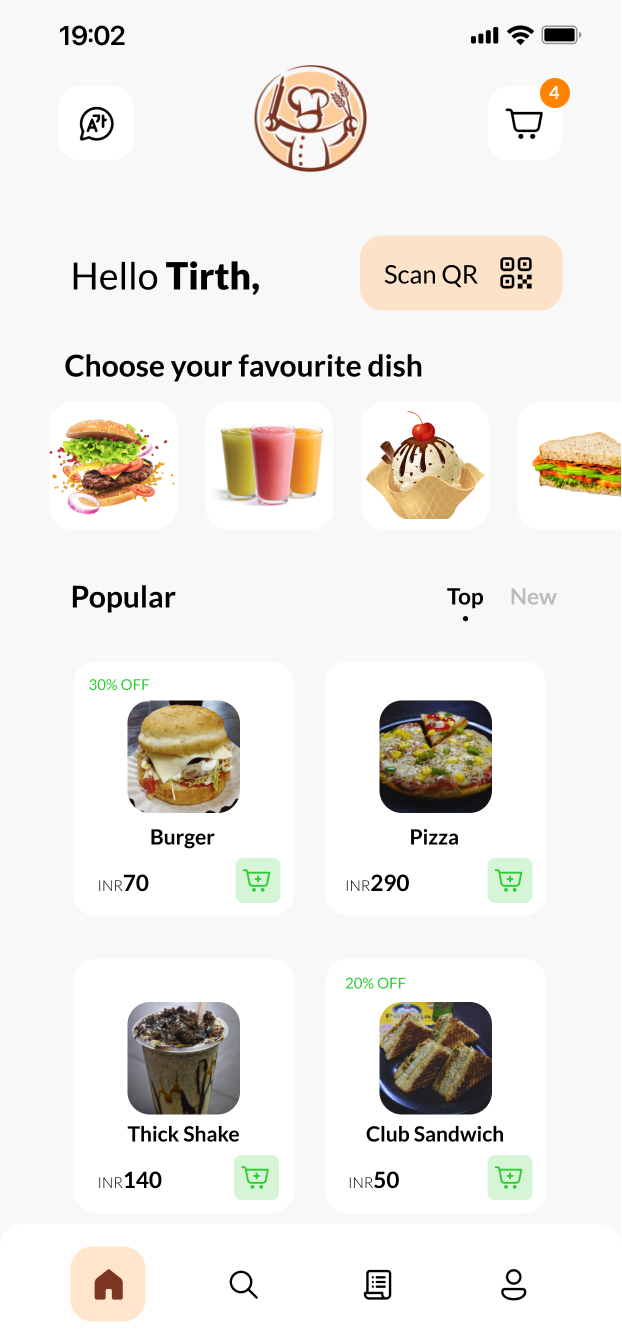 19:02
4
Hello Tirth,
Scan QR
Choose your favourite dish
Popular
Top
New
30% OFF
Burger
INR70
Pizza
INR290
Thick Shake
INR140
20% OFF
Club Sandwich
INR50